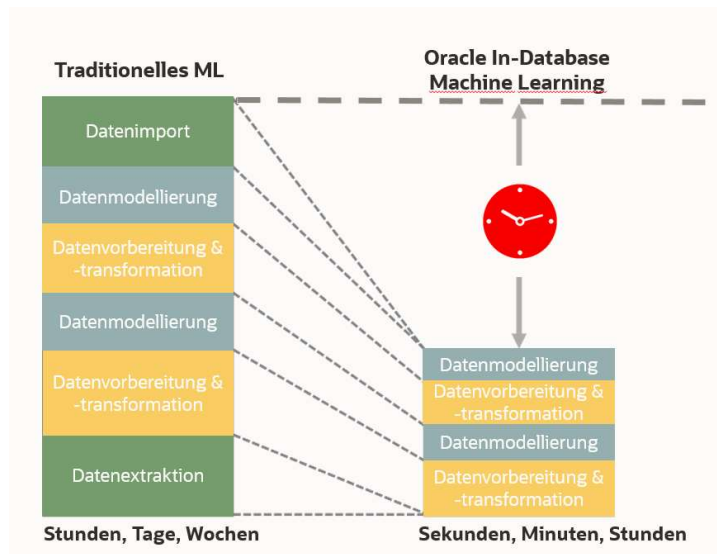 Traditionelles ML
Datenimport
Datenmodellierung
Datenvorbereitung &
-transformation
Datenmodellierung
Datenvorbereitung &
-transformation
Datenextraktion
Stunden, Tage, Wochen
Oracle In-Database
Machine Learning
Datenmodellierung
Datenvorbereitung &
-transformation
Datenmodellierung
Datenvorbereitung &
-transformation
Sekunden, Minuten, Stunden